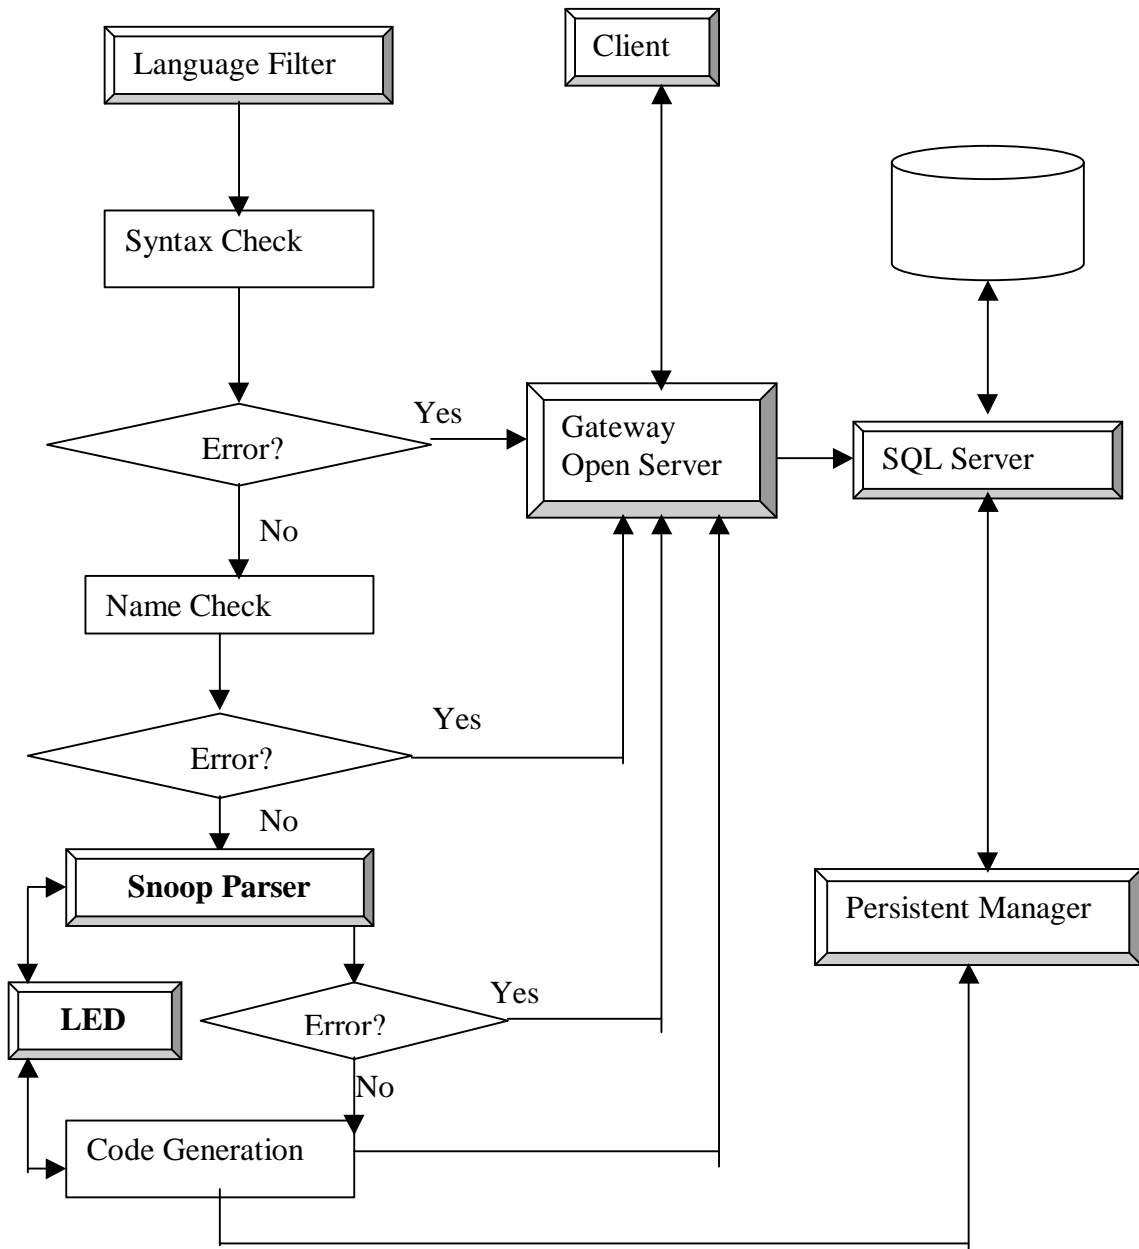 Language Filter
Client
Syntax Check
Yes
Error?
Gateway
Open Server
SQL Server
No
Name Check
Yes
Error?
No
Snoop Parser
Persistent Manager
Yes
LED
Error?
No
Code Generation